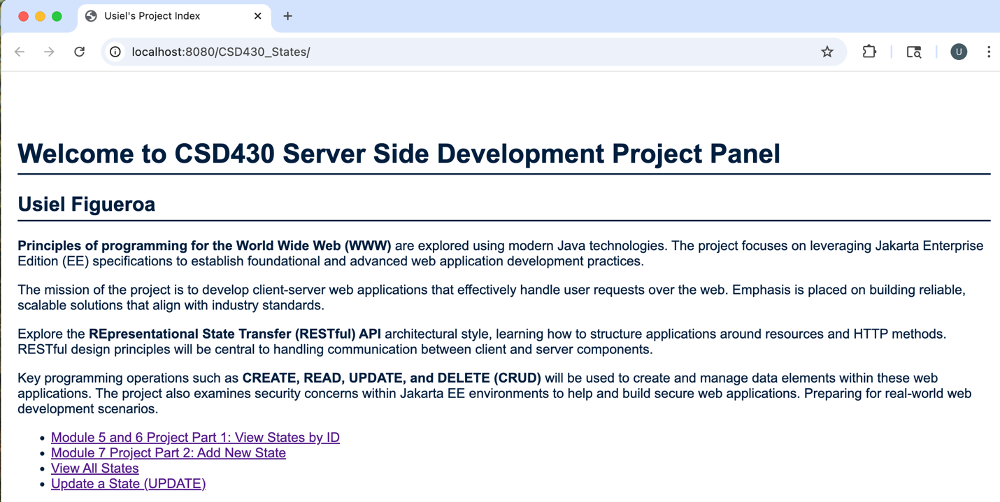 Usiel's Project Index
localhost:8080/CSD430_States/
U
Welcome to CSD430 Server Side Development Project Panel
Usiel Figueroa
Principles of programming for the World Wide Web (WWW) are explored using modern Java technologies. The project focuses on leveraging Jakarta Enterprise
Edition (EE) specifications to establish foundational and advanced web application development practices.
The mission of the project is to develop client-server web applications that effectively handle user requests over the web. Emphasis is placed on building reliable,
scalable solutions that align with industry standards.
Explore the REpresentational State Transfer (RESTful) API architectural style, learning how to structure applications around resources and HTTP methods.
RESTful design principles will be central to handling communication between client and server components.
Key programming operations such as CREATE, READ, UPDATE, and DELETE (CRUD) will be used to create and manage data elements within these web
applications. The project also examines security concerns within Jakarta EE environments to help and build secure web applications. Preparing for real-world web
development scenarios.
• Module 5 and 6 Project Part 1: View States by ID
• Module 7 Project Part 2: Add New State
• View All States
• Update a State (UPDATE)